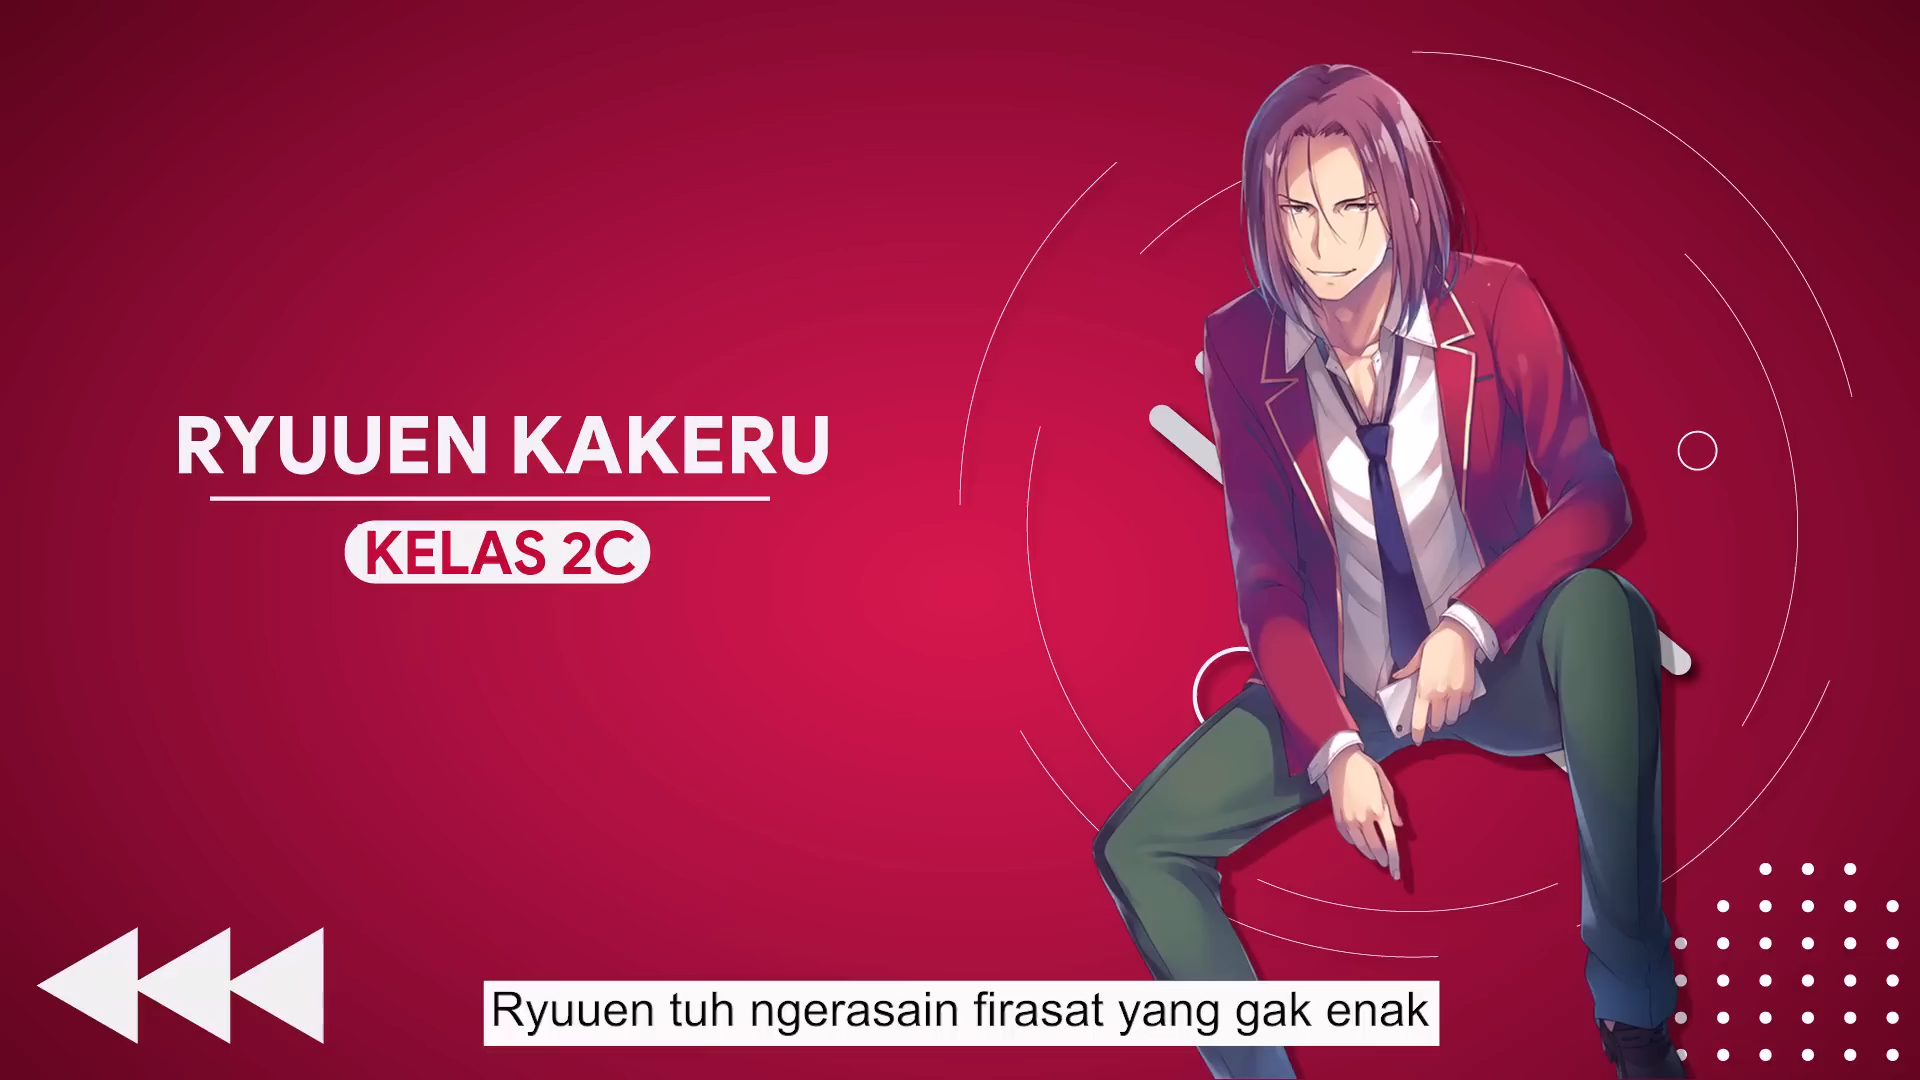 RYUUEN KAKERU
KELAS 2C
Ryuuen tuh ngerasain firasat yang gak enak